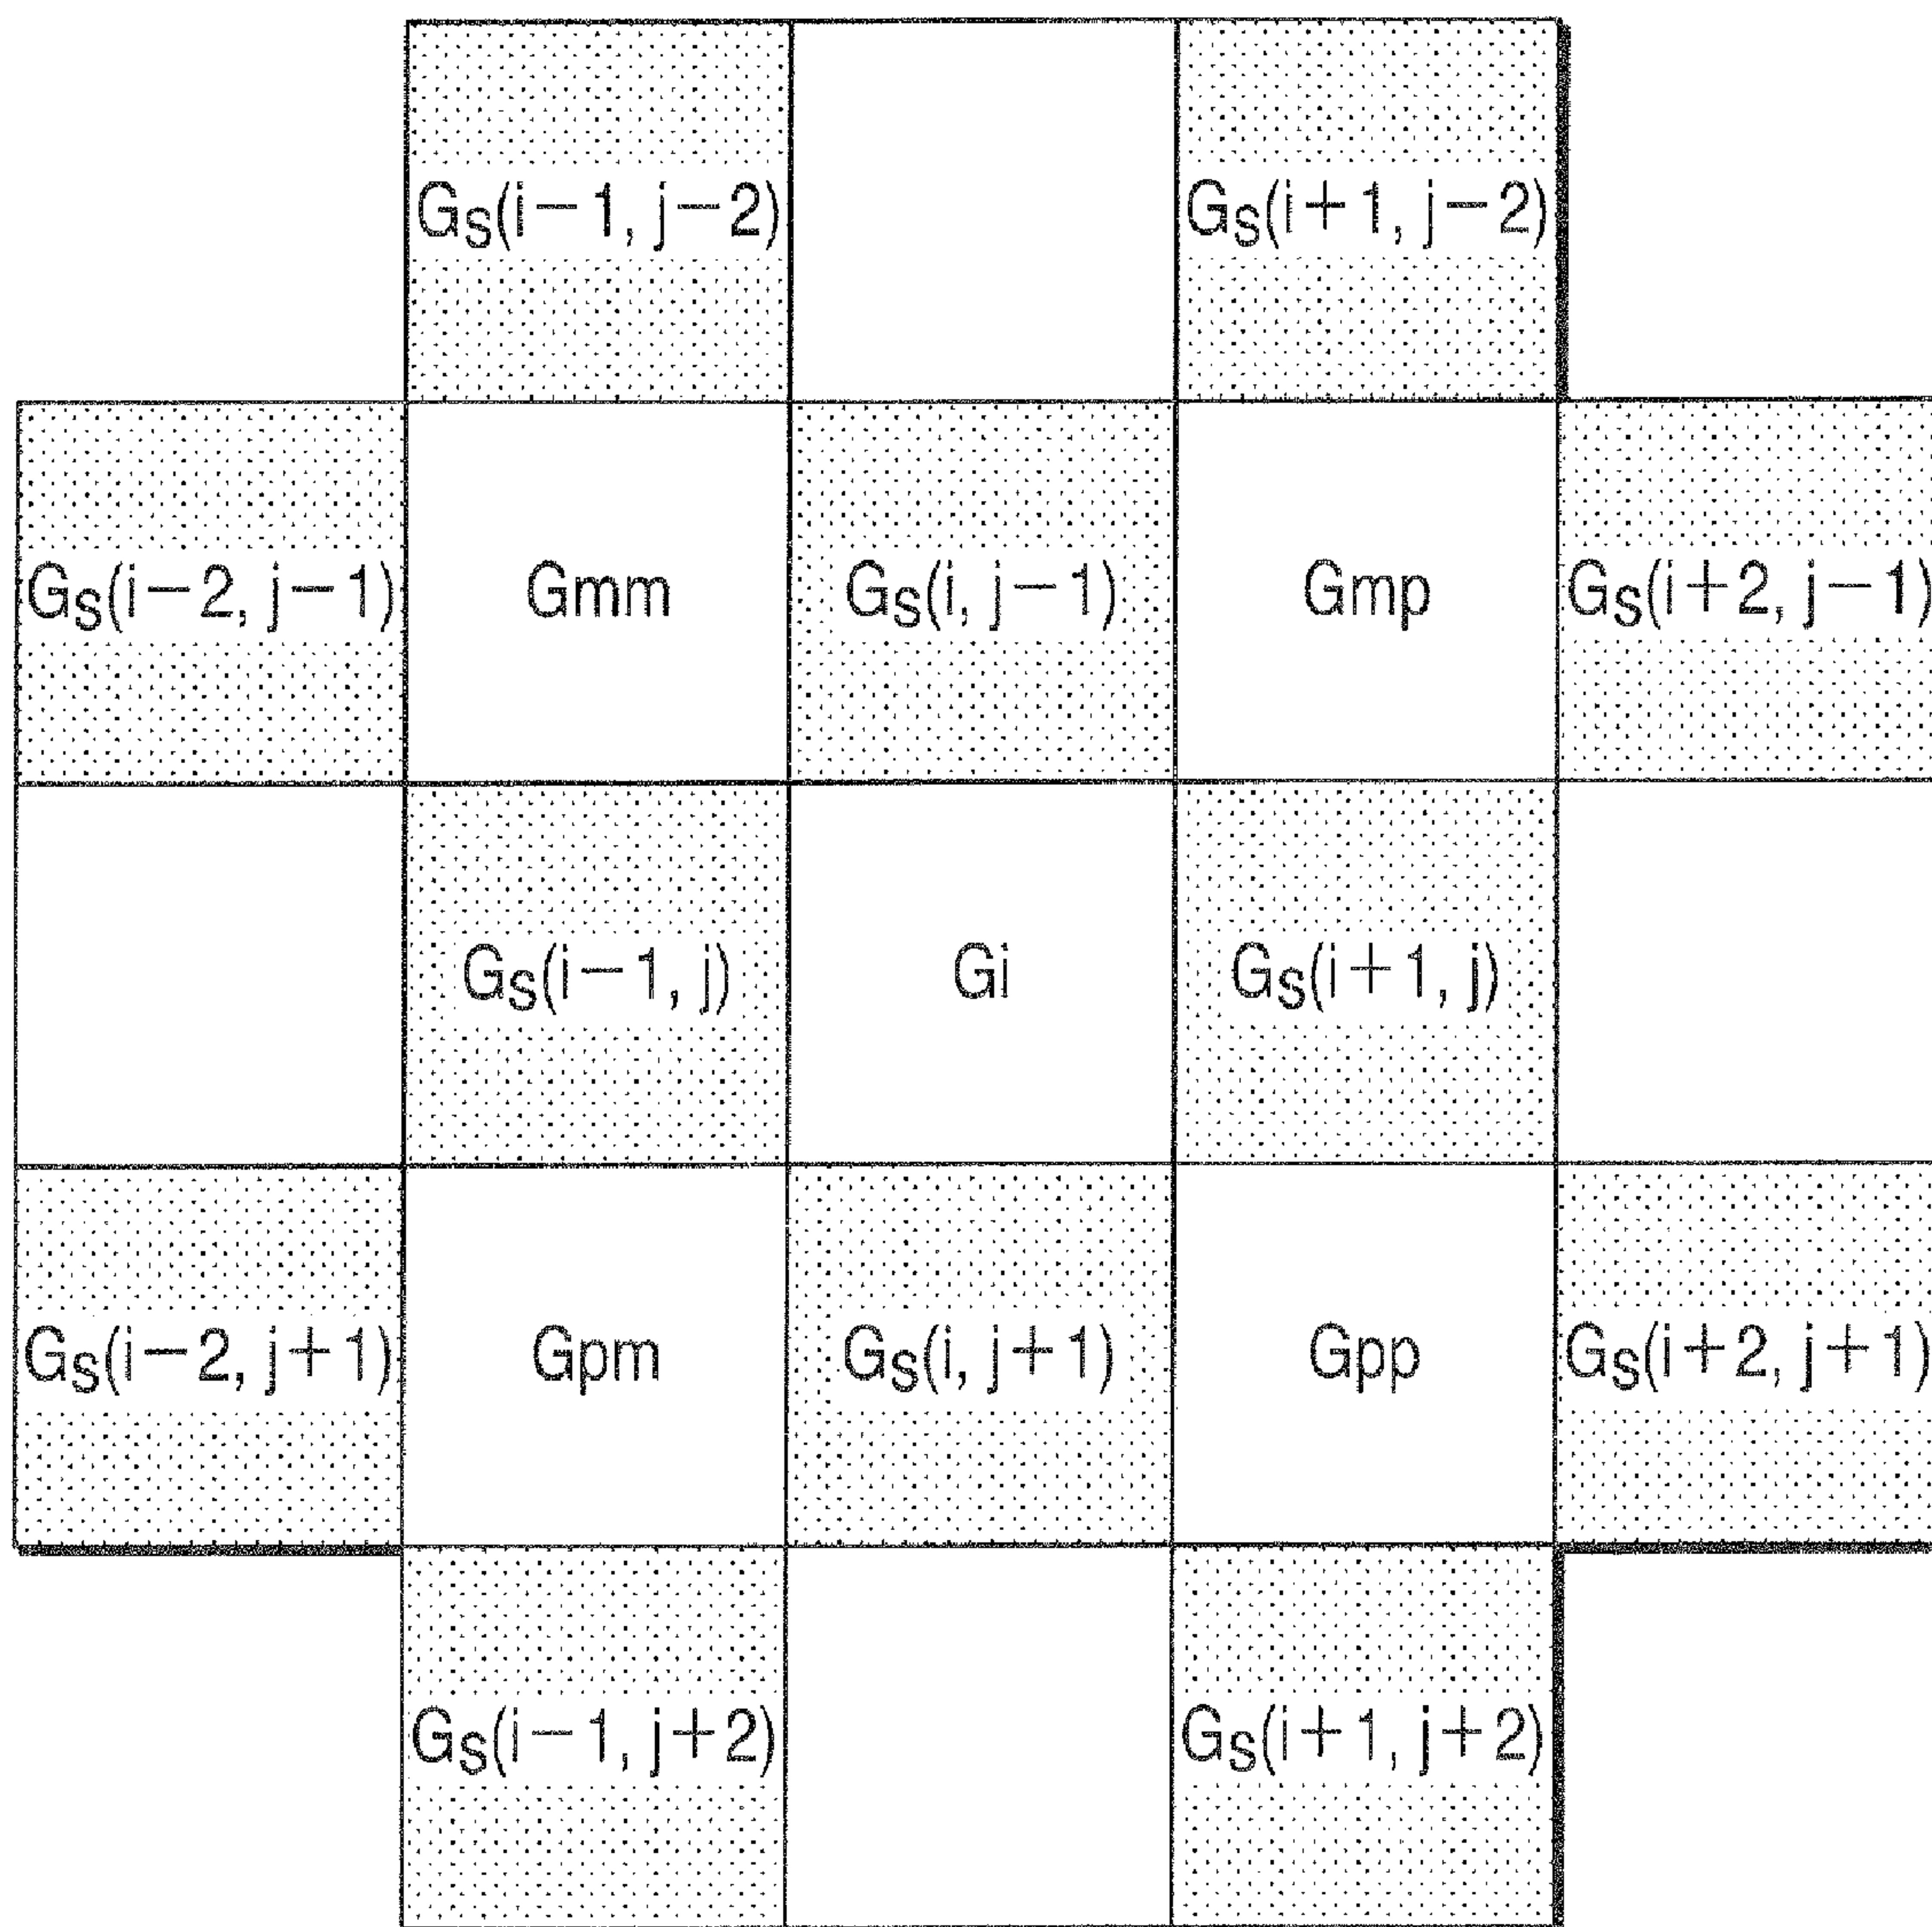 Gs(i−1, j−2) Gs(i+1, j−2)
Gs(i−2, j−1) Gmm Gs(i, j−1) Gmp Gs(i+2, j−1)
Gs(i−1, j) Gi Gs(i+1, j)
Gs(i−2, j+1) Gpm Gs(i, j+1) Gpp Gs(i+2, j+1)
Gs(i−1, j+2) Gs(i+1, j+2)